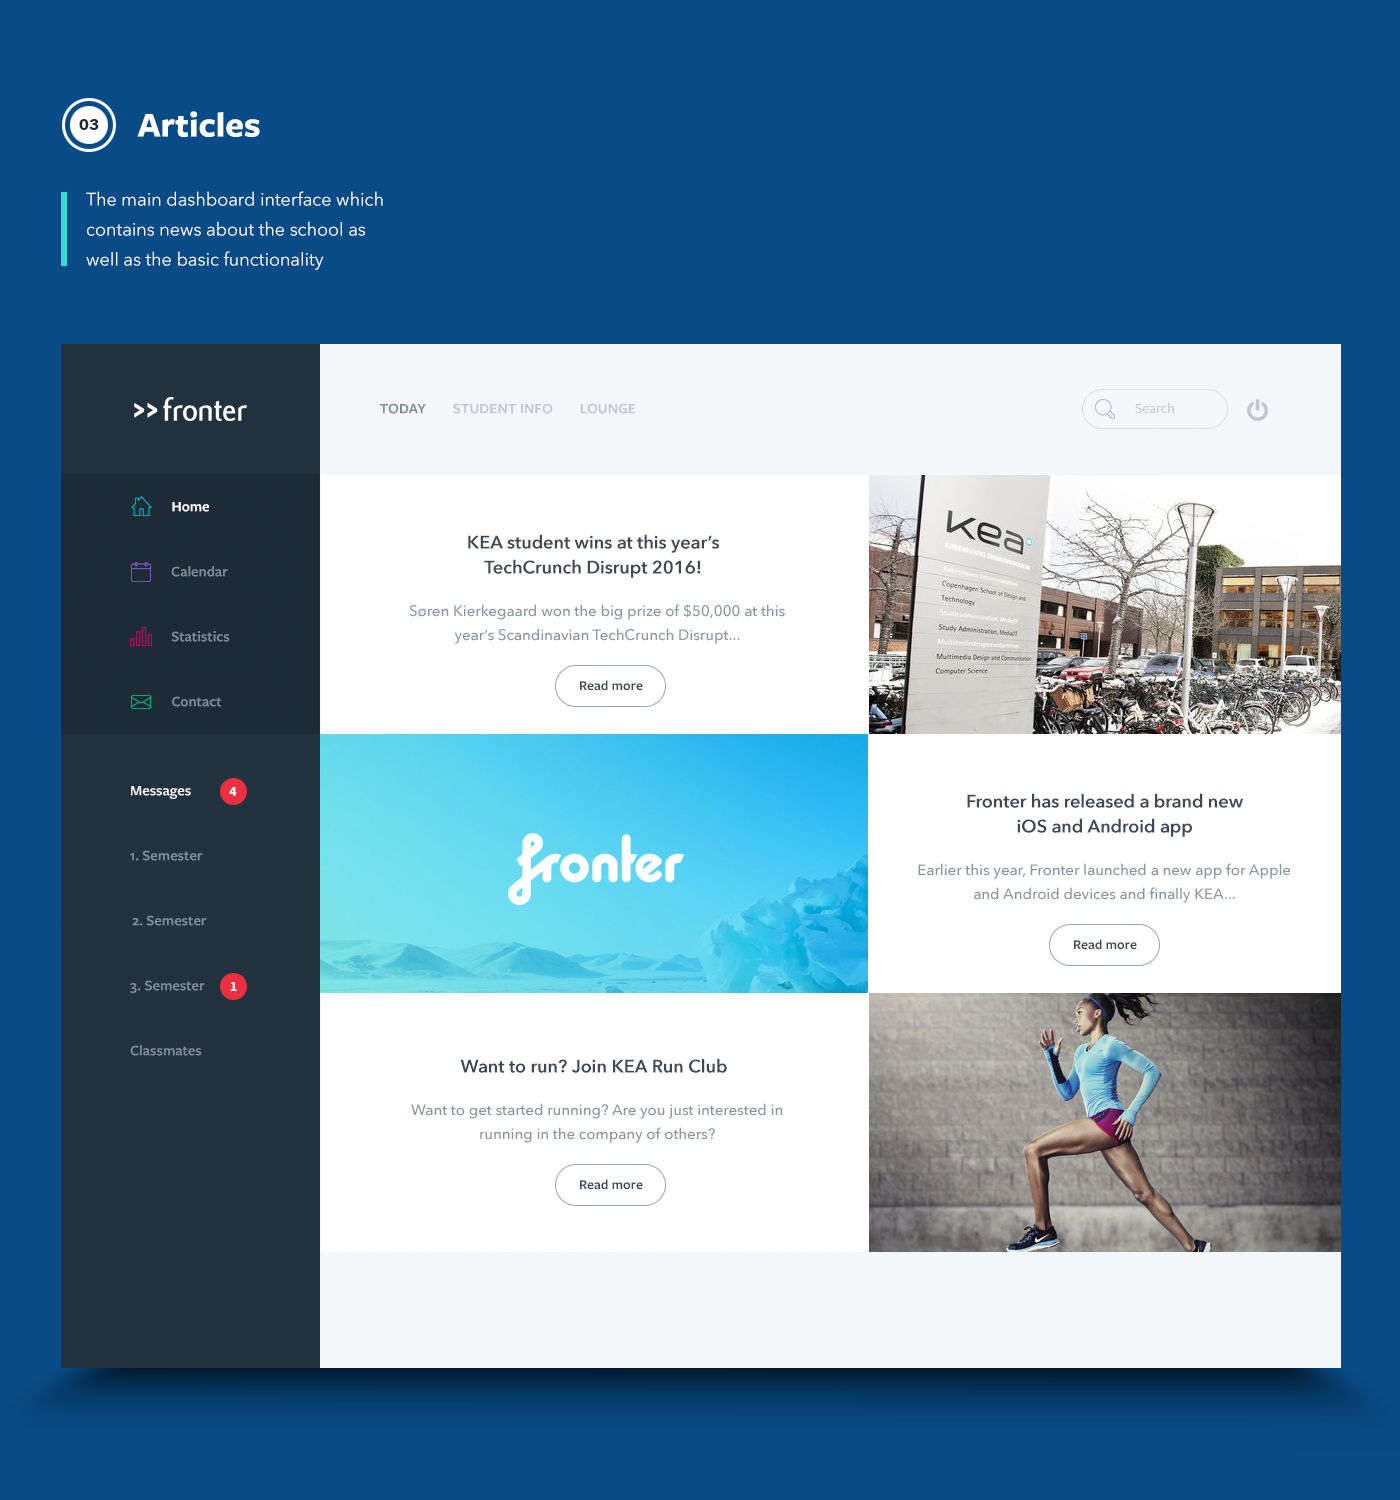 03
Articles
The main dashboard interface which
contains news about the school as
well as the basic functionality
>> fronter
TODAY STUDENT INFO LOUNGE
Search
Home
Calendar
Statistics
Contact
Messages 4
1. Semester
2. Semester
3. Semester 1
Classmates
KEA student wins at this year’s
TechCrunch Disrupt 2016!
Søren Kierkegaard won the big prize of $50,000 at this
year’s Scandinavian TechCrunch Disrupt...
Read more
kea
Copenhagen School of Design and
Technology
Study Administration, Media/IT
Multimedia Design and Communication
Computer Science
fronter
Fronter has released a brand new
iOS and Android app
Earlier this year, Fronter launched a new app for Apple
and Android devices and finally KEA...
Read more
Want to run? Join KEA Run Club
Want to get started running? Are you just interested in
running in the company of others?
Read more